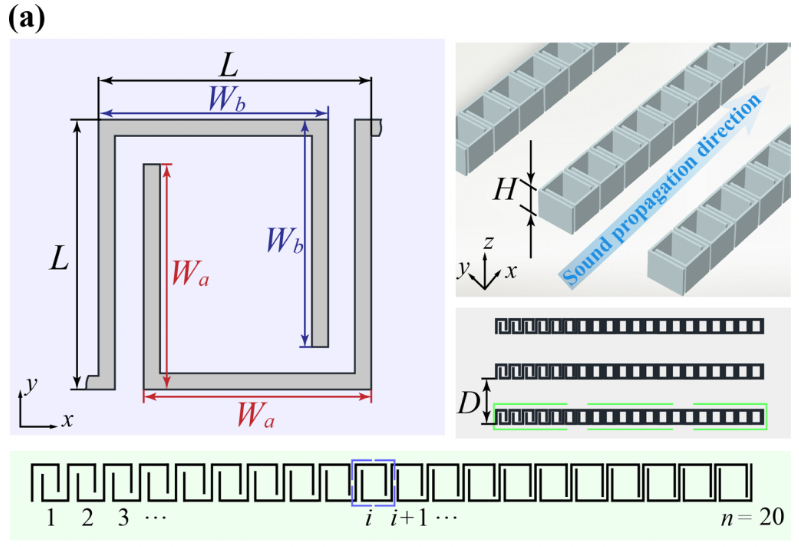 (a)
L
W_b
L
W_b
W_a
W_a
y
x
H
z
y
x
Sound propagation direction
D
1 2 3 ··· i i+1 ··· n = 20